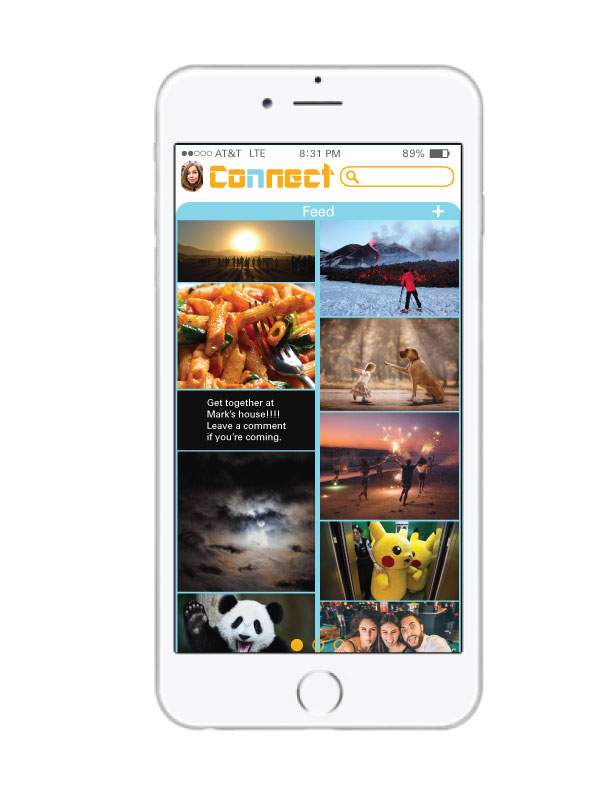 AT&T LTE 8:31 PM 89%
Connect
Feed +
Get together at
Mark's house!!!!
Leave a comment
if you're coming.